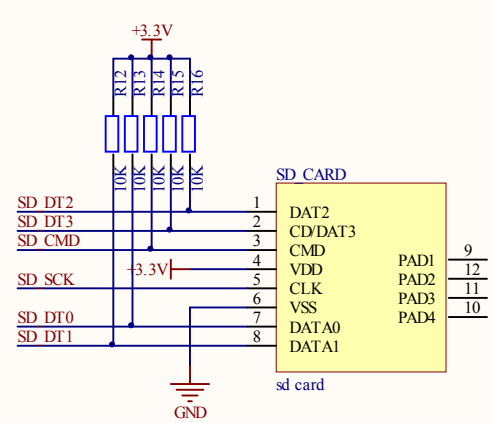 +3.3V
R12
R13
R14
R15
R16
10K
10K
10K
10K
10K
SD_CARD
SD_DT2
1
DAT2
SD_DT3
2
CD/DAT3
SD_CMD
3
CMD
+3.3V
4
VDD
SD_SCK
5
CLK
6
VSS
SD_DT0
7
DATA0
SD_DT1
8
DATA1
PAD1
9
PAD2
12
PAD3
11
PAD4
10
sd card
GND